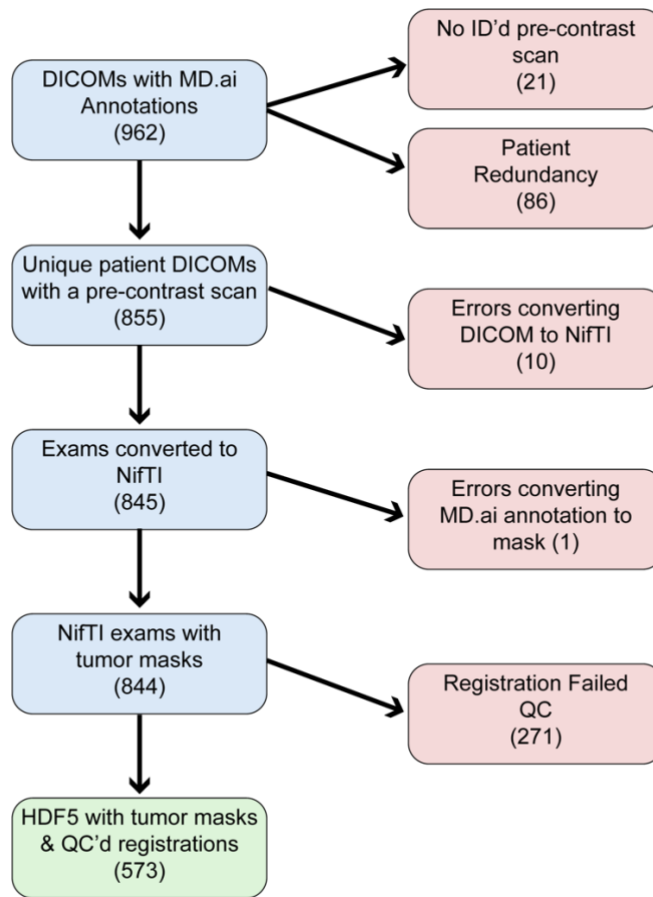 DICOMs with MD.ai
Annotations
(962)
No ID'd pre-contrast
scan
(21)
Patient
Redundancy
(86)
Unique patient DICOMs
with a pre-contrast scan
(855)
Errors converting
DICOM to NifTI
(10)
Exams converted to
NifTI
(845)
Errors converting
MD.ai annotation to
mask (1)
NifTI exams with
tumor masks
(844)
Registration Failed
QC
(271)
HDF5 with tumor masks
& QC'd registrations
(573)